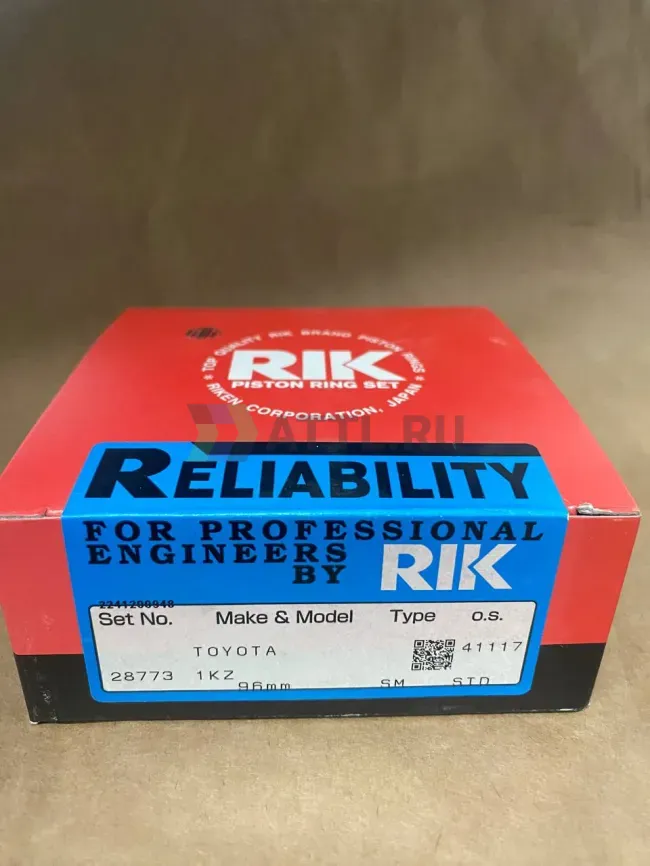 TOP QUALITY RIK BRAND PISTON RINGS
RIK
PISTON RING SET
RIKEN CORPORATION, JAPAN
ATTI.RU
RELIABILITY
FOR PROFESSIONAL
ENGINEERS
BY RIK
2241200048
Set No. Make & Model Type o.s.
TOYOTA 41117
28773 1KZ
96mm SM STD